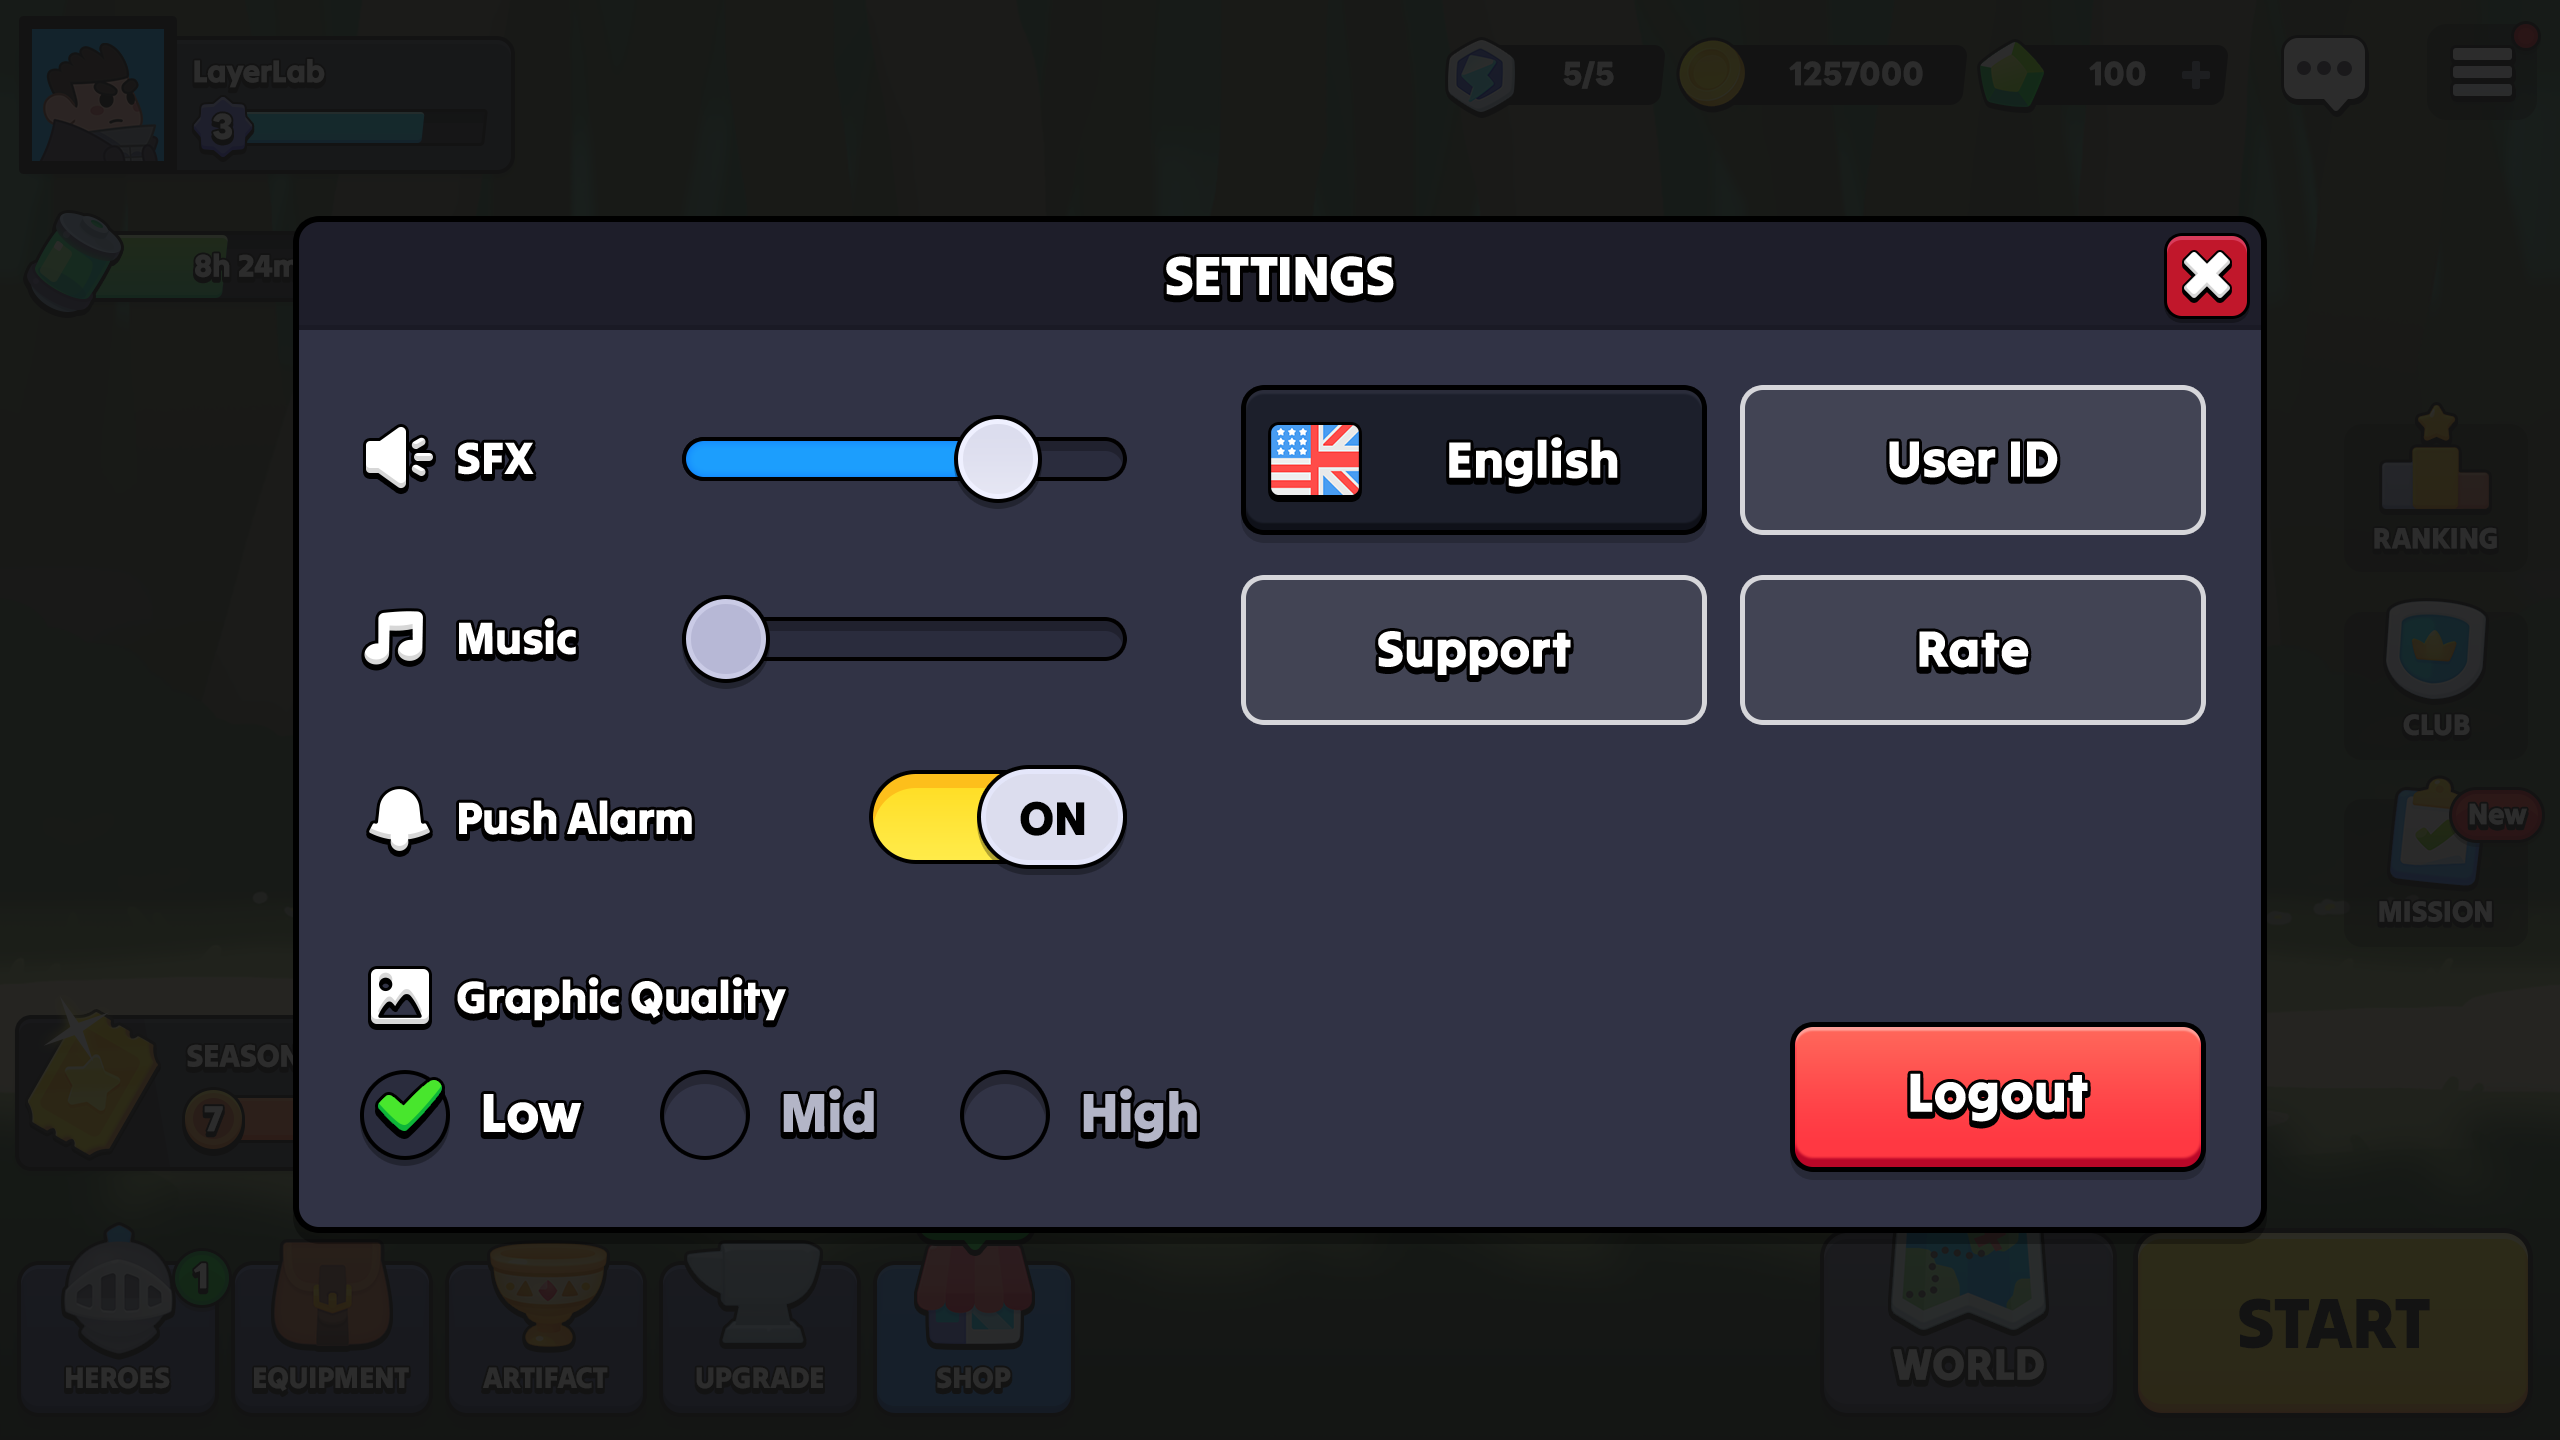 LayerLab
3
5/5
1257000
100
8h 24m
SETTINGS
SFX
English
User ID
Music
Support
Rate
Push Alarm
ON
Graphic Quality
Low
Mid
High
Logout
RANKING
CLUB
New
MISSION
SEASON
7
1
HEROES
EQUIPMENT
ARTIFACT
UPGRADE
SHOP
WORLD
START